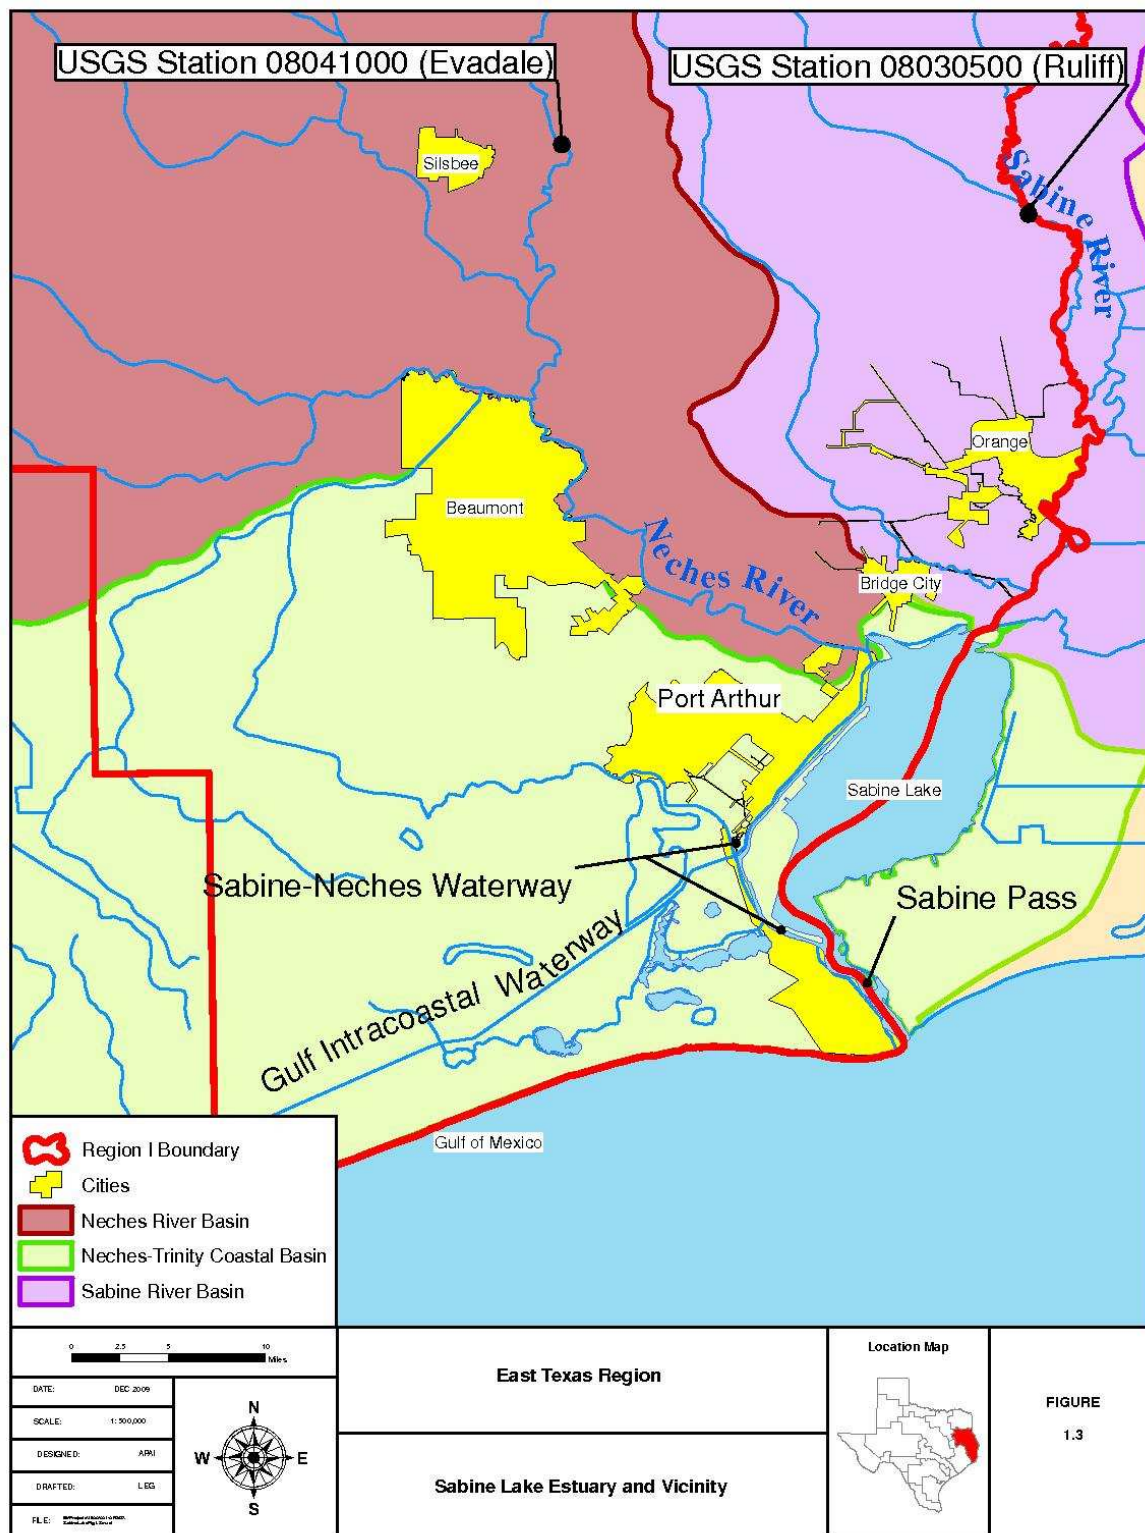 USGS Station 08041000 (Evadale)
USGS Station 08030500 (Ruliff)
Silsbee
Sabine River
Orange
Beaumont
Neches River
Bridge City
Port Arthur
Sabine Lake
Sabine-Neches Waterway
Sabine Pass
Gulf Intracoastal Waterway
Gulf of Mexico
Region I Boundary
Cities
Neches River Basin
Neches-Trinity Coastal Basin
Sabine River Basin
0 2.5 5 10
Miles
DATE: DEC 2009
SCALE: 1:500,000
DESIGNED: APAI
DRAFTED: LEG
FILE:
N
W E
S
East Texas Region
Sabine Lake Estuary and Vicinity
Location Map
FIGURE
1.3